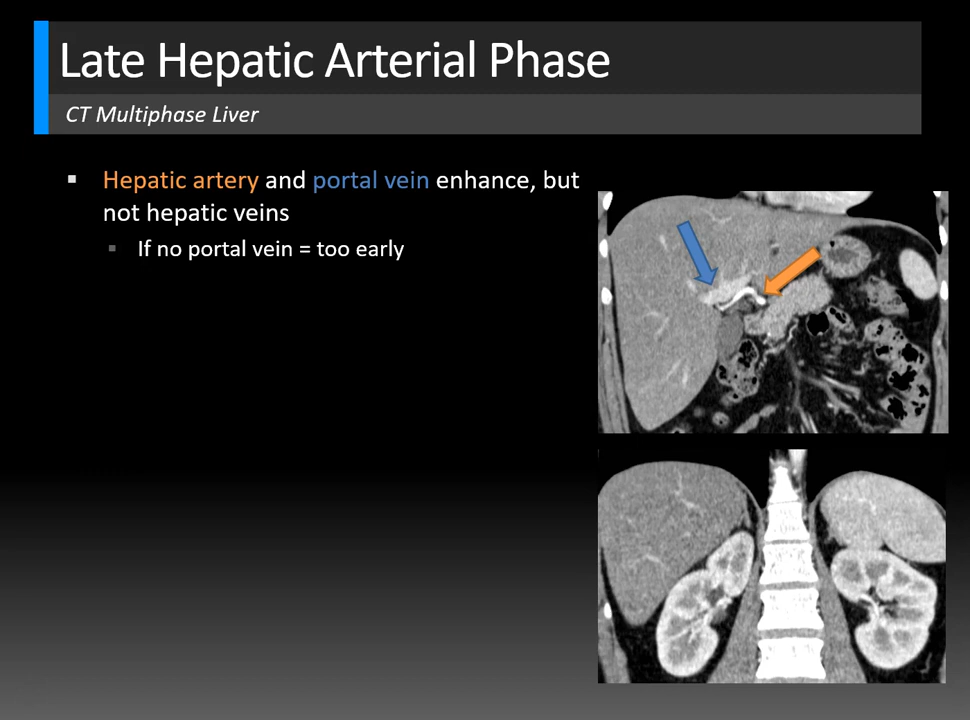 Late Hepatic Arterial Phase
CT Multiphase Liver
Hepatic artery and portal vein enhance, but
not hepatic veins
If no portal vein = too early